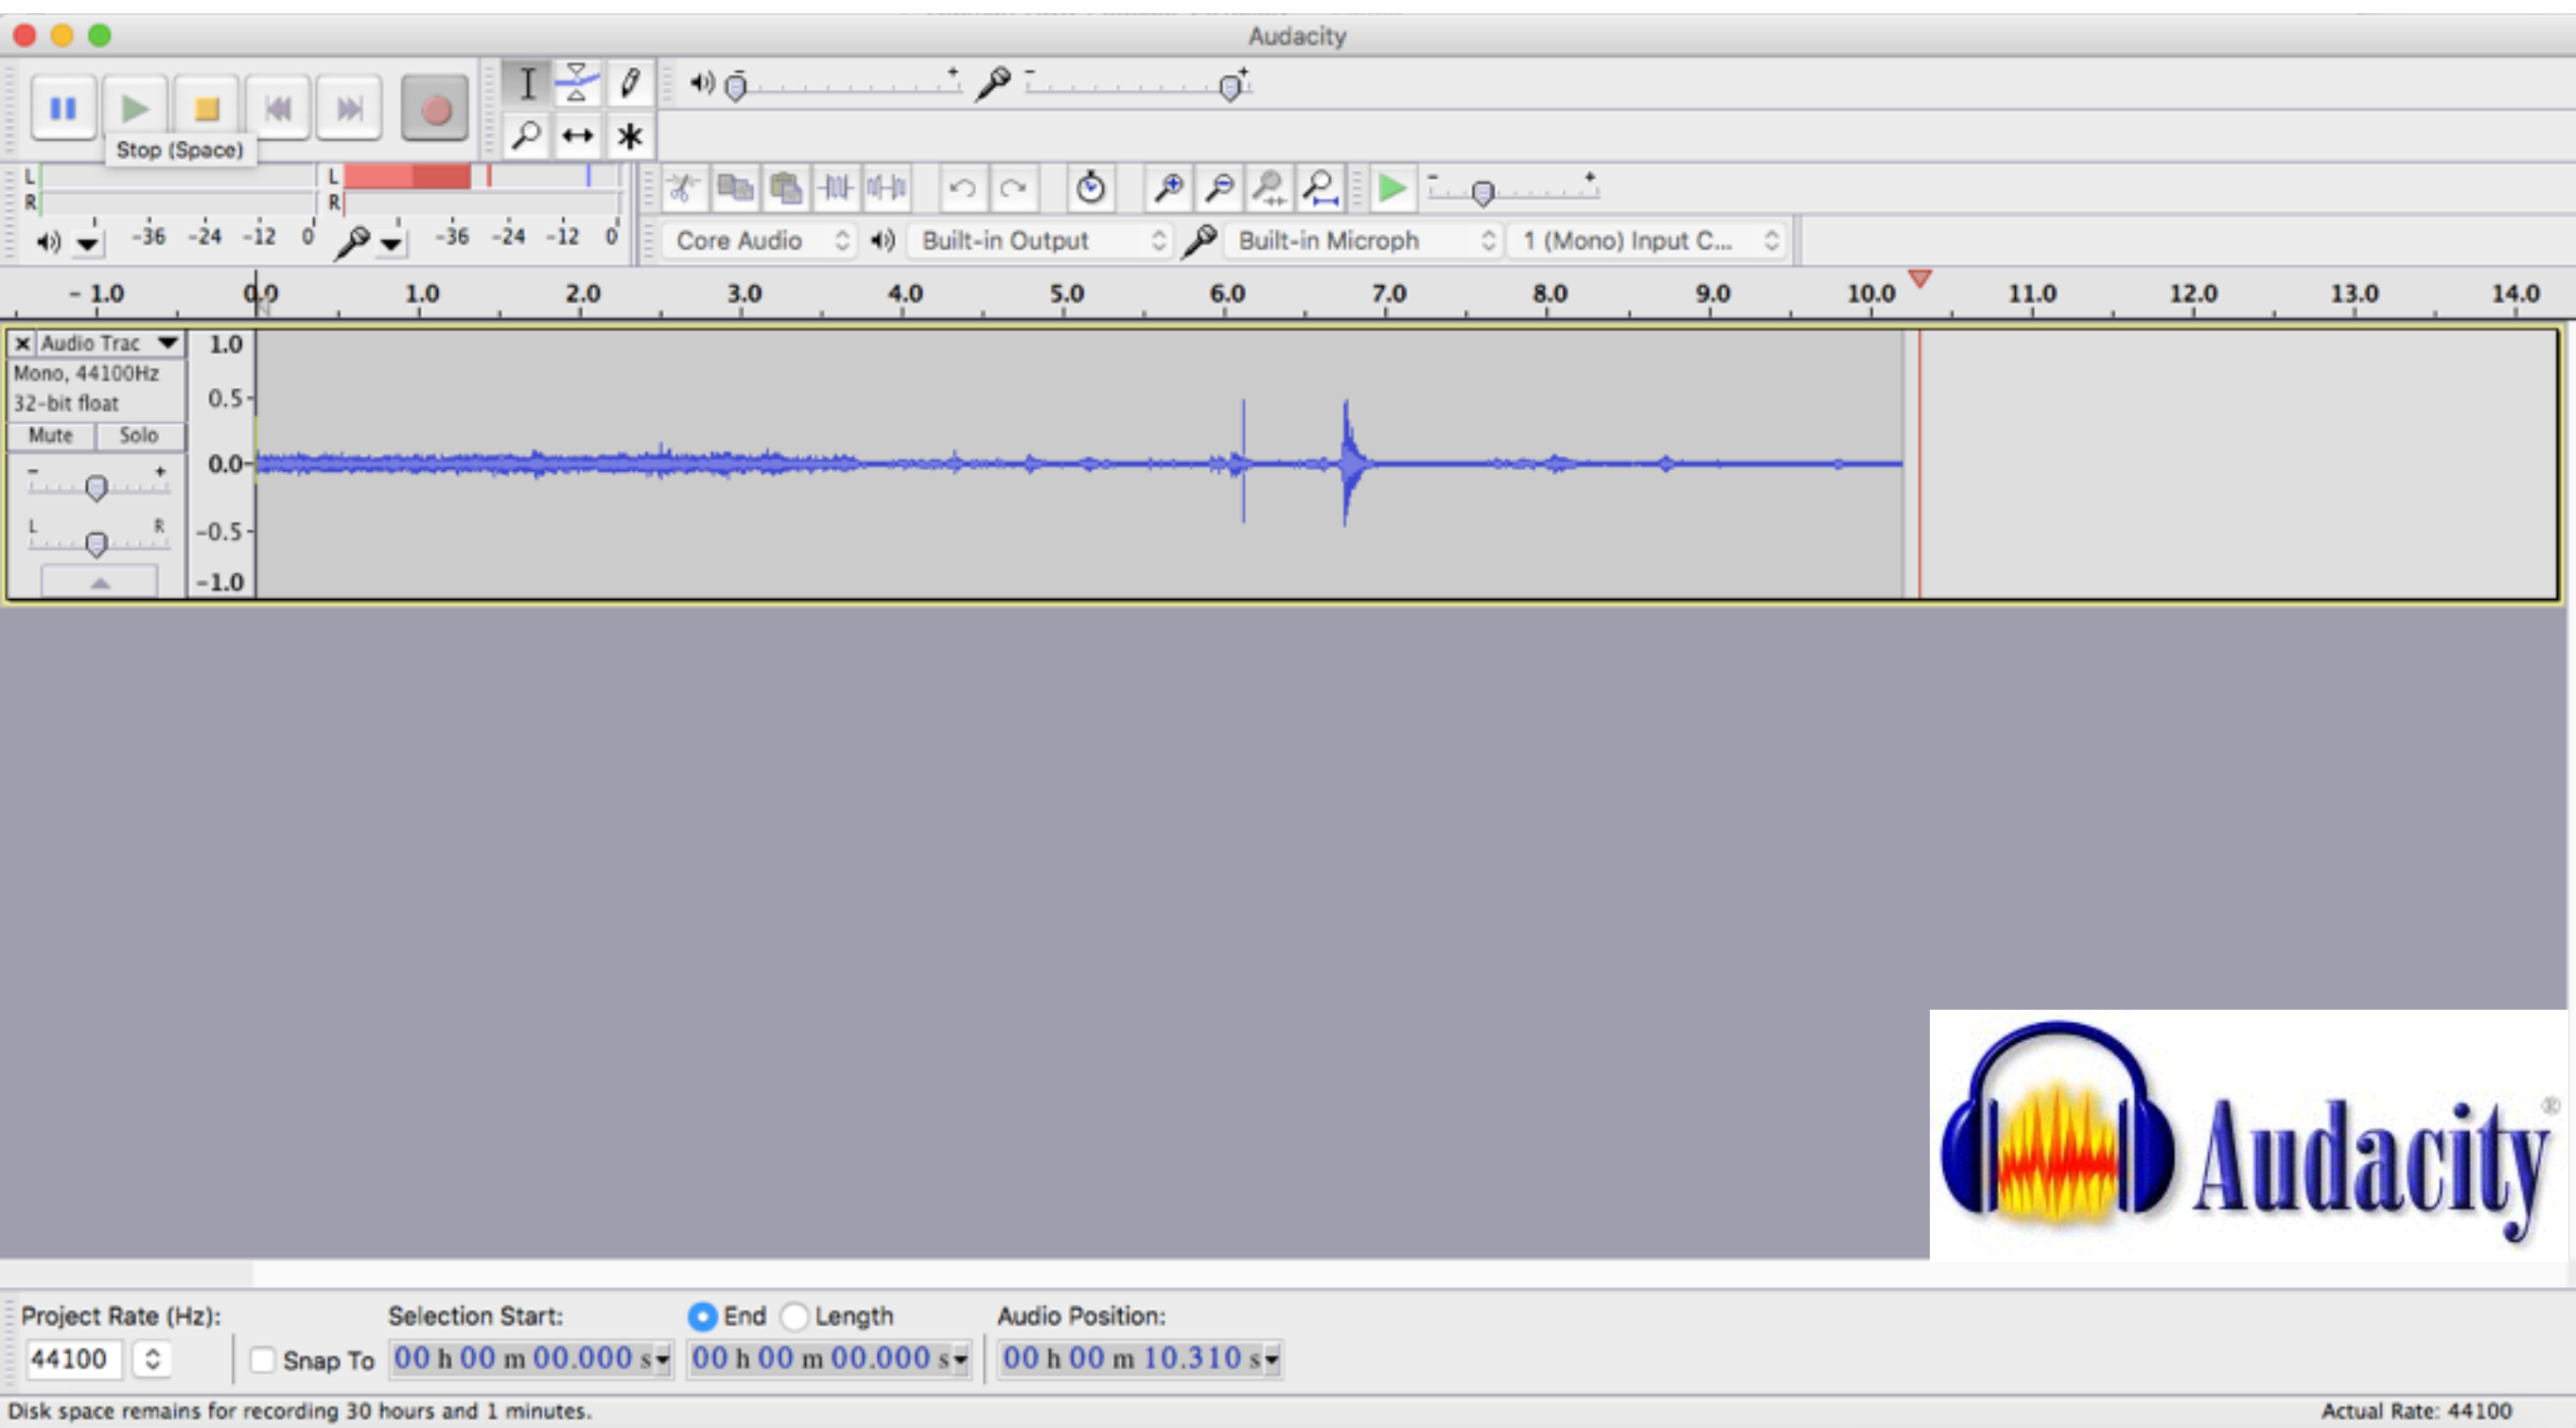 Audacity
Stop (Space)
L
R
L
R
-36 -24 -12 0
-36 -24 -12 0
Core Audio
Built-in Output
Built-in Microph
1 (Mono) Input C...
- 1.0 0.0 1.0 2.0 3.0 4.0 5.0 6.0 7.0 8.0 9.0 10.0 11.0 12.0 13.0 14.0
Audio Trac
Mono, 44100Hz
32-bit float
Mute Solo
- +
L R
1.0
0.5
0.0
-0.5
-1.0
Audacity®
Project Rate (Hz):
44100
Snap To
Selection Start:
00 h 00 m 00.000 s
End Length
00 h 00 m 00.000 s
Audio Position:
00 h 00 m 10.310 s
Disk space remains for recording 30 hours and 1 minutes.
Actual Rate: 44100